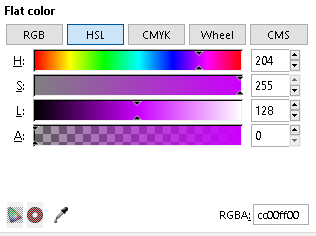 Flat color
RGB HSL CMYK Wheel CMS
H: 204
S: 255
L: 128
A: 0
RGBA: cc00ff00